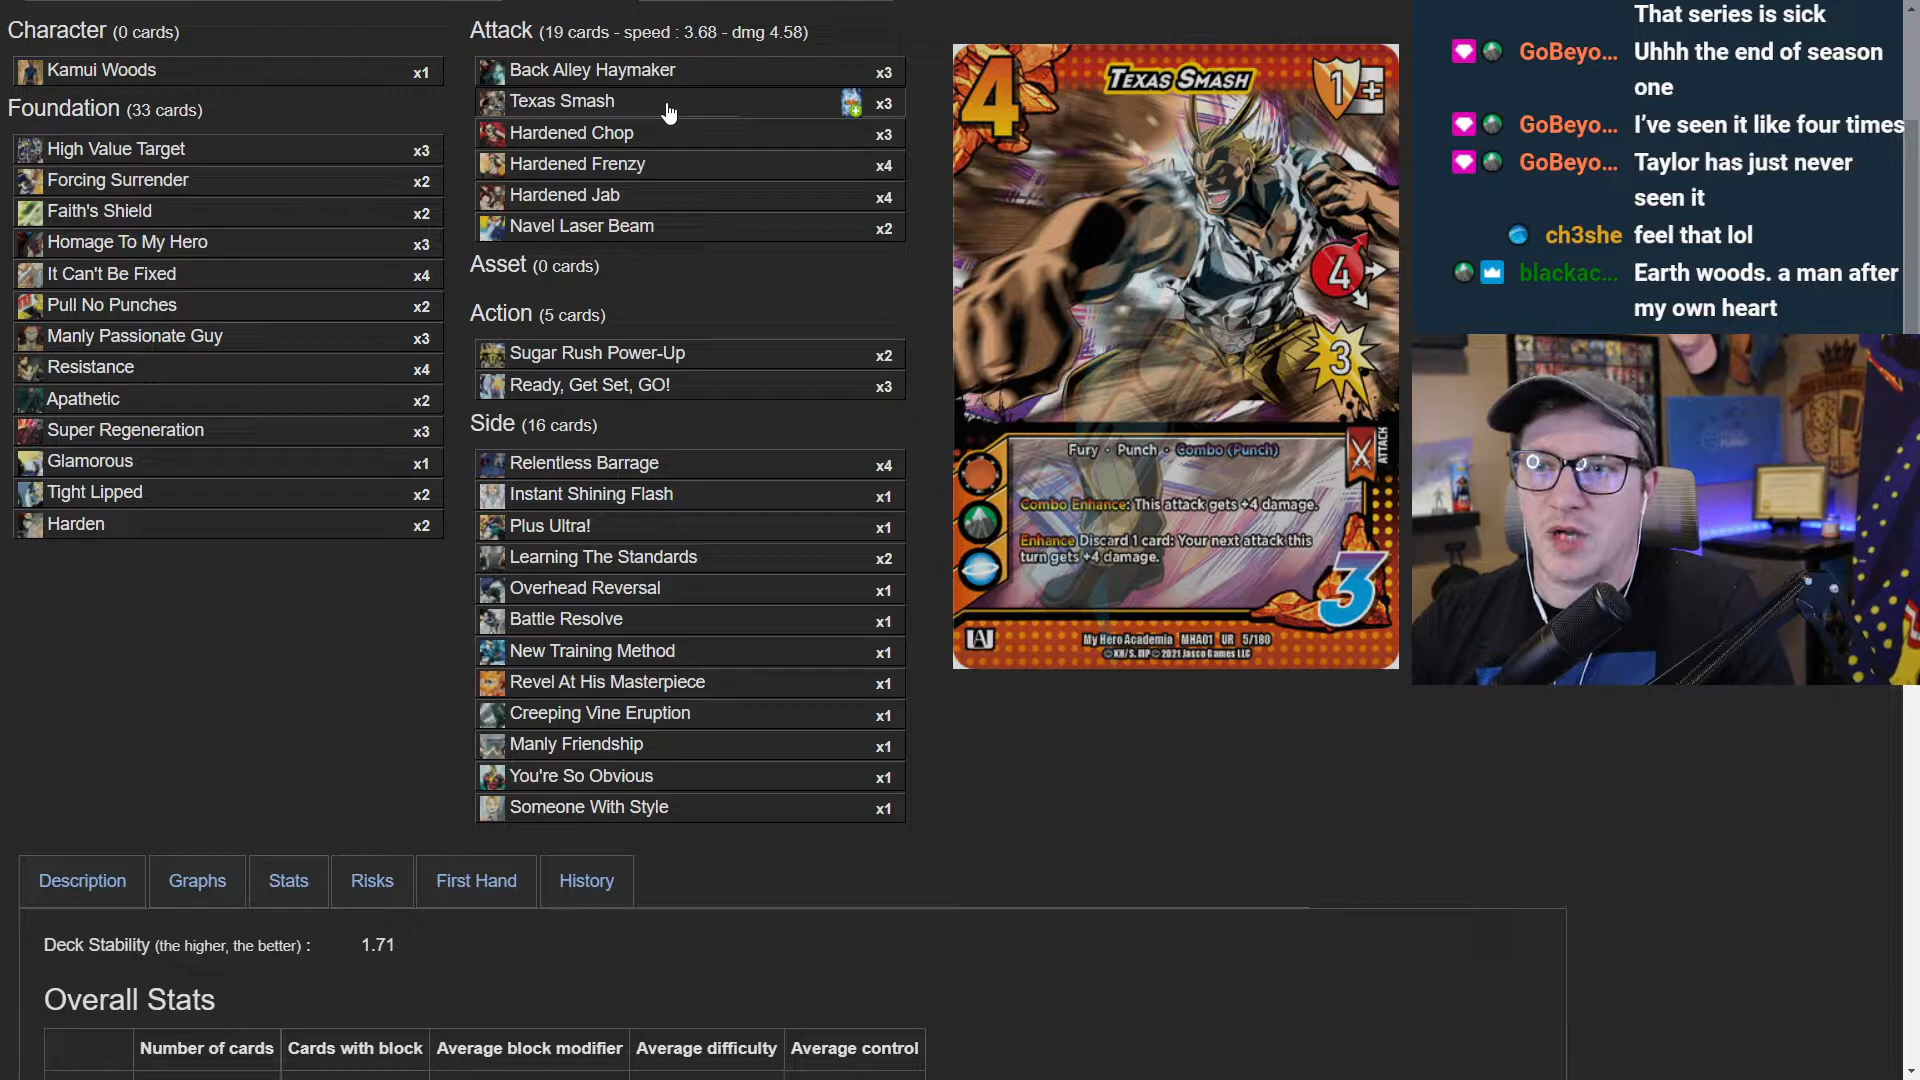 Character (0 cards)
Kamui Woods x1
Foundation (33 cards)
High Value Target x3
Forcing Surrender x2
Faith's Shield x2
Homage To My Hero x3
It Can't Be Fixed x4
Pull No Punches x2
Manly Passionate Guy x3
Resistance x4
Apathetic x2
Super Regeneration x3
Glamorous x1
Tight Lipped x2
Harden x2
Attack (19 cards - speed : 3.68 - dmg 4.58)
Back Alley Haymaker x3
Texas Smash x3
Hardened Chop x3
Hardened Frenzy x4
Hardened Jab x4
Navel Laser Beam x2
Asset (0 cards)
Action (5 cards)
Sugar Rush Power-Up x2
Ready, Get Set, GO! x3
Side (16 cards)
Relentless Barrage x4
Instant Shining Flash x1
Plus Ultra! x1
Learning The Standards x2
Overhead Reversal x1
Battle Resolve x1
New Training Method x1
Revel At His Masterpiece x1
Creeping Vine Eruption x1
Manly Friendship x1
You're So Obvious x1
Someone With Style x1
4
TEXAS SMASH
1+
4
3
ATTACK
Fury • Punch • Combo (Punch)
Combo Enhance: This attack gets +4 damage.
Enhance Discard 1 card: Your next attack this
turn gets +4 damage.
3
My Hero Academia MHA01 UR 5/180
©KH/S, MP © 2021 Jasco Games LLC
That series is sick
GoBeyo... Uhhh the end of season
one
GoBeyo... I've seen it like four times
GoBeyo... Taylor has just never
seen it
ch3she feel that lol
blackac... Earth woods. a man after
my own heart
Description Graphs Stats Risks First Hand History
Deck Stability (the higher, the better) : 1.71
Overall Stats
Number of cards Cards with block Average block modifier Average difficulty Average control